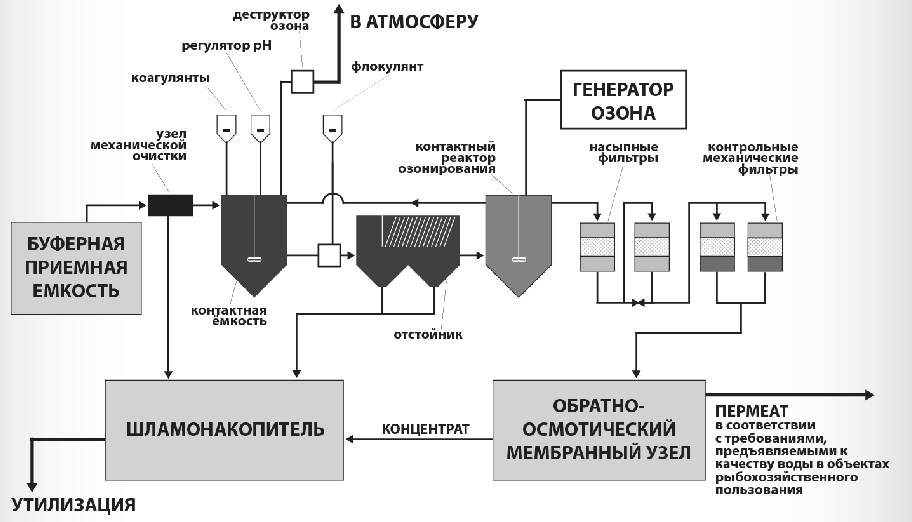 деструктор
озона
В АТМОСФЕРУ
регулятор pH
флокулянт
коагулянты
ГЕНЕРАТОР
ОЗОНА
узел
механической
очистки
контактный
реактор
озонирования
насыпные
фильтры
контрольные
механические
фильтры
БУФЕРНАЯ
ПРИЕМНАЯ
ЕМКОСТЬ
контактная
ёмкость
отстойник
ШЛАМОНАКОПИТЕЛЬ
КОНЦЕНТРАТ
ОБРАТНО-
ОСМОТИЧЕСКИЙ
МЕМБРАННЫЙ УЗЕЛ
ПЕРМЕАТ
в соответствии
с требованиями,
предъявляемыми к
качеству воды в объектах
рыбохозяйственного
пользования
УТИЛИЗАЦИЯ